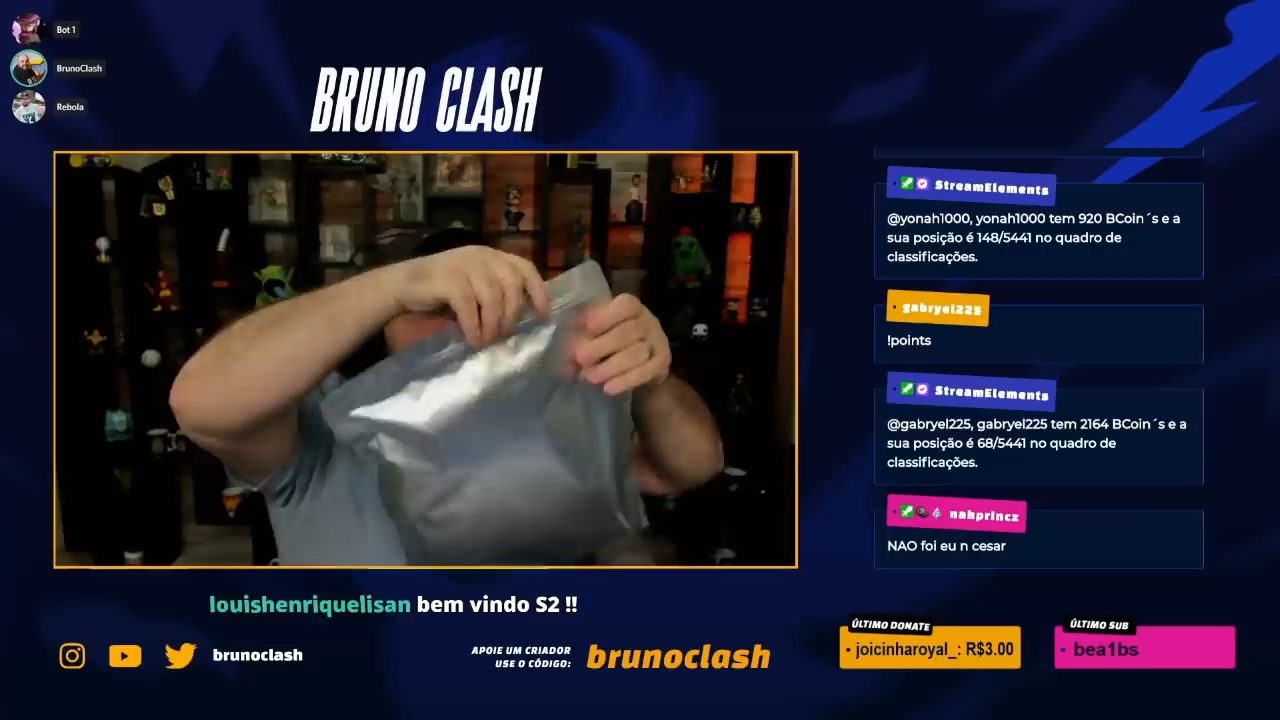 Bot 1
BrunoClash
Rebola
BRUNO CLASH
StreamElements
@yonah1000, yonah1000 tem 920 BCoin´s e a
sua posição é 148/5441 no quadro de
classificações.
gabryel225
!points
StreamElements
@gabryel225, gabryel225 tem 2164 BCoin´s e a
sua posição é 68/5441 no quadro de
classificações.
nahprincz
NAO foi eu n cesar
louishenriquelisan bem vindo S2 !!
brunoclash
APOIE UM CRIADOR
USE O CÓDIGO:
brunoclash
ÚLTIMO DONATE
joicinharoyal_: R$3.00
ÚLTIMO SUB
bea1bs